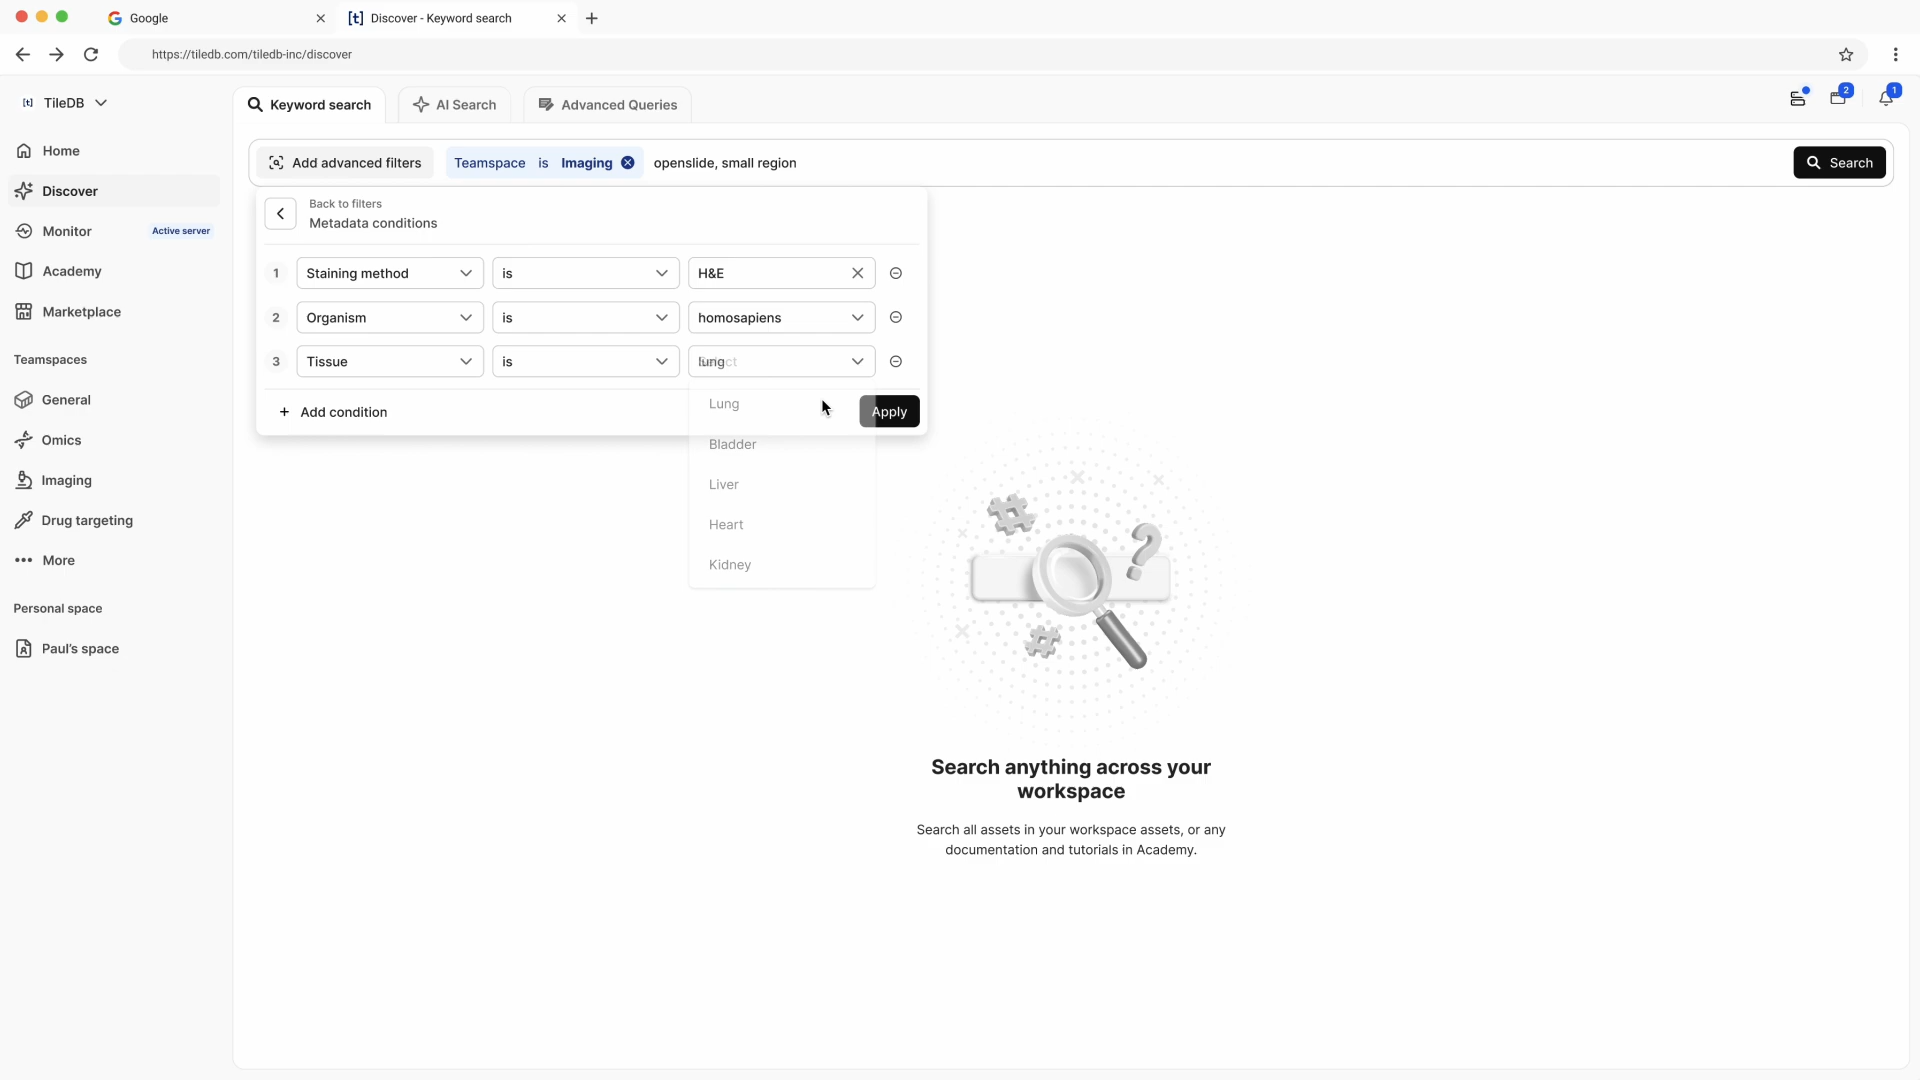 Google
[t] Discover - Keyword search
https://tiledb.com/tiledb-inc/discover
[t] TileDB
Keyword search
AI Search
Advanced Queries
2
1
Home
Discover
Monitor
Active server
Academy
Marketplace
Teamspaces
General
Omics
Imaging
Drug targeting
More
Personal space
Paul's space
Add advanced filters
Teamspace is Imaging
openslide, small region
Search
Back to filters
Metadata conditions
1 Staining method is H&E
2 Organism is homosapiens
3 Tissue is lung
+ Add condition
Apply
Lung
Bladder
Liver
Heart
Kidney
Search anything across your
workspace
Search all assets in your workspace assets, or any
documentation and tutorials in Academy.